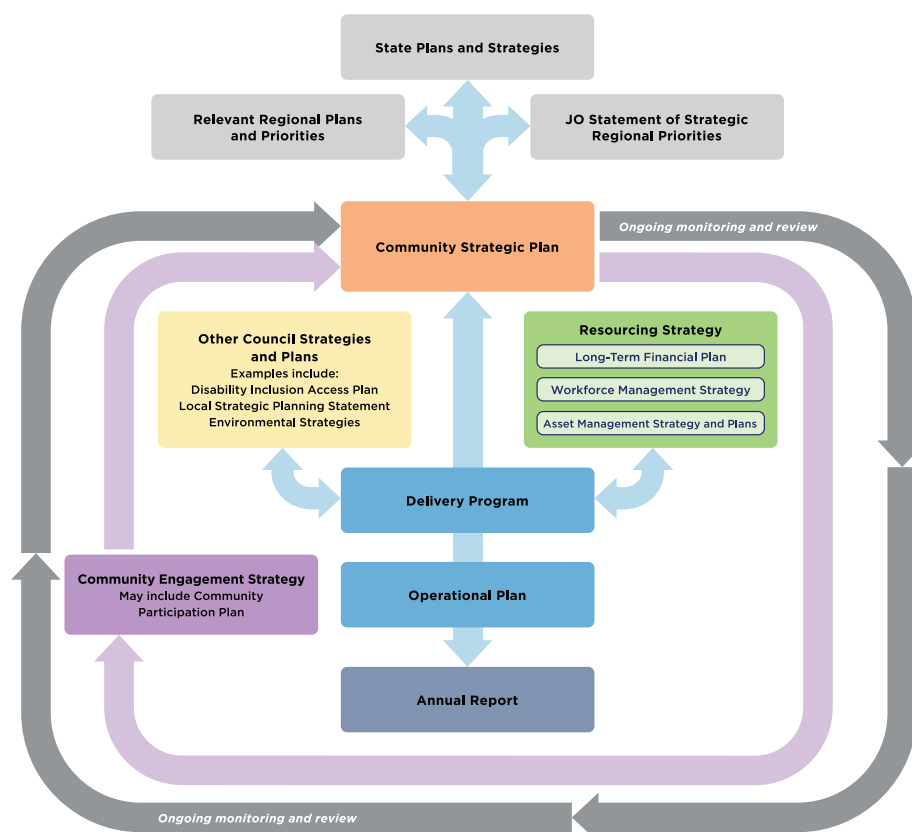 State Plans and Strategies
Relevant Regional Plans
and Priorities
JO Statement of Strategic
Regional Priorities
Community Strategic Plan
Ongoing monitoring and review
Other Council Strategies
and Plans
Examples include:
Disability Inclusion Access Plan
Local Strategic Planning Statement
Environmental Strategies
Resourcing Strategy
Long-Term Financial Plan
Workforce Management Strategy
Asset Management Strategy and Plans
Delivery Program
Community Engagement Strategy
May include Community
Participation Plan
Operational Plan
Annual Report
Ongoing monitoring and review